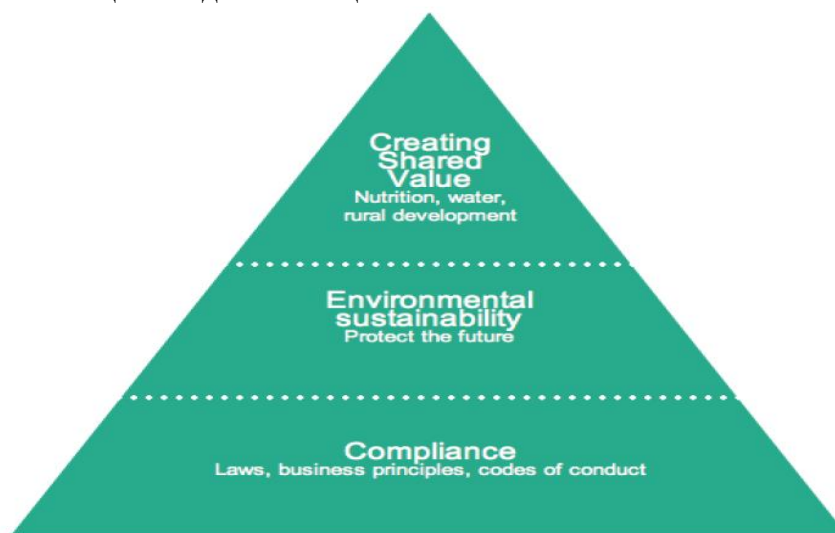 Creating
Shared
Value
Nutrition, water,
rural development
Environmental
sustainability
Protect the future
Compliance
Laws, business principles, codes of conduct